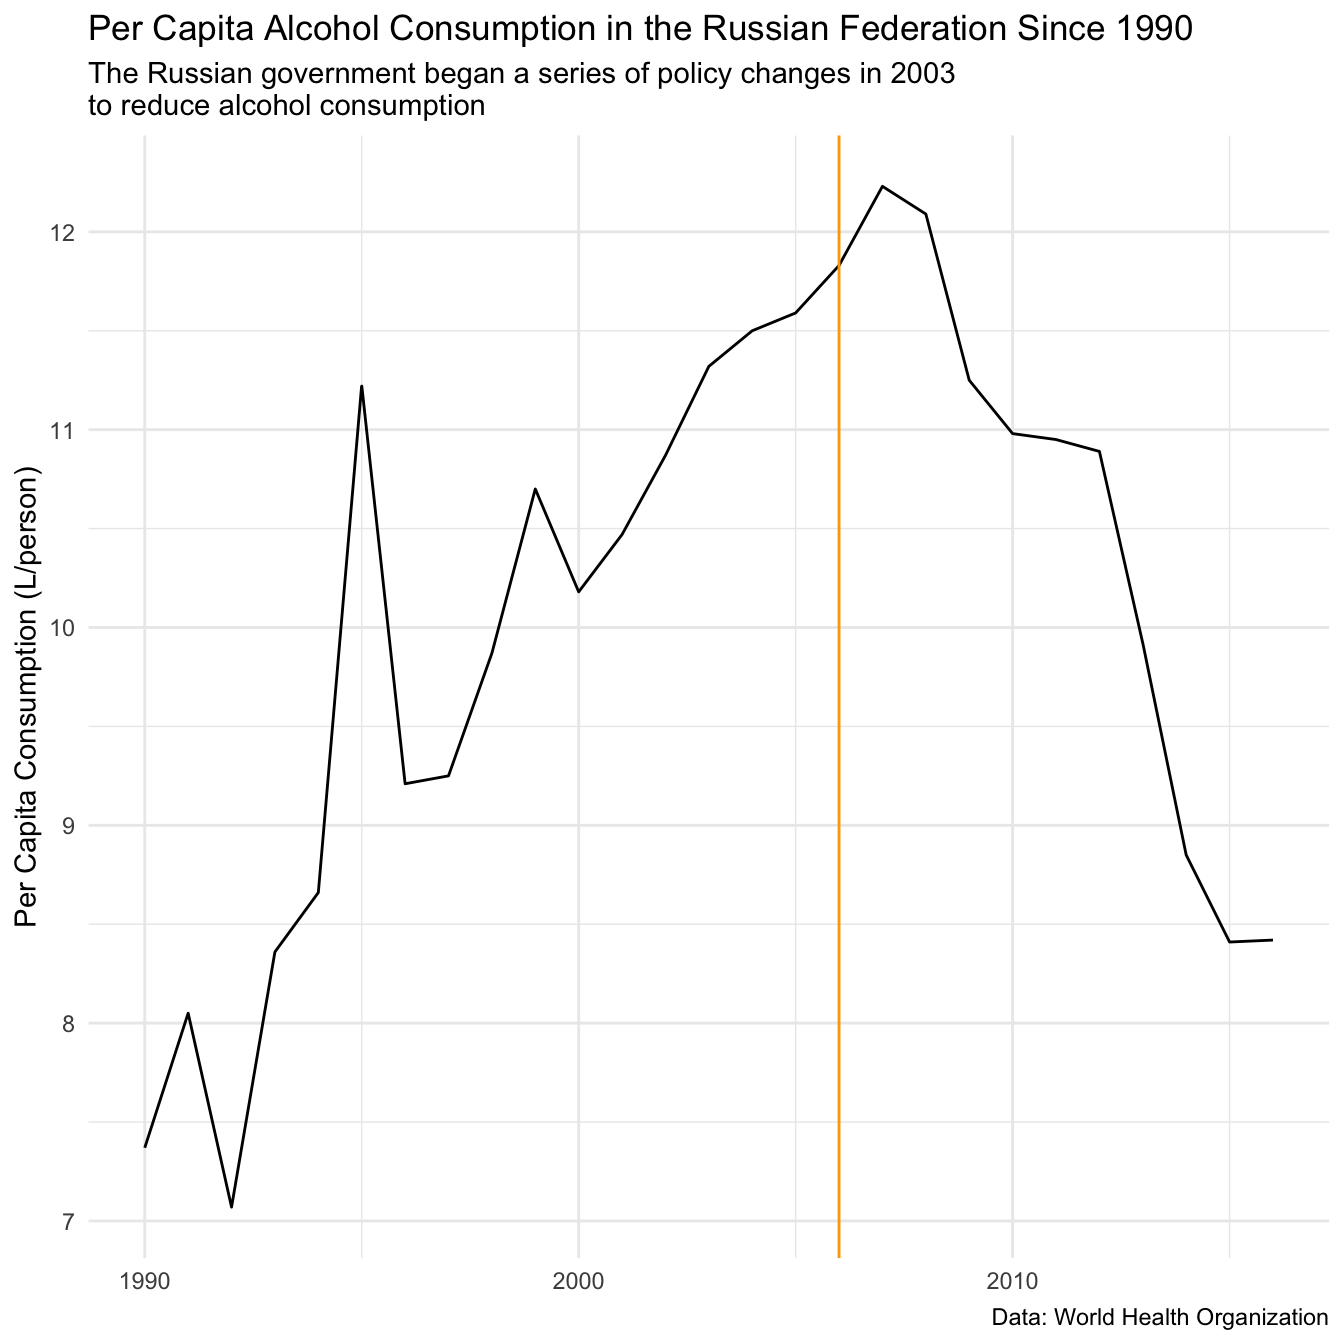 Per Capita Alcohol Consumption in the Russian Federation Since 1990
The Russian government began a series of policy changes in 2003
to reduce alcohol consumption
Per Capita Consumption (L/person)
12
11
10
9
8
7
1990
2000
2010
Data: World Health Organization